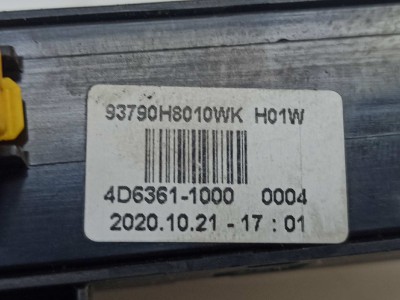 93790H8010WK H01W
4D6361-1000 0004
2020.10.21 - 17 : 01